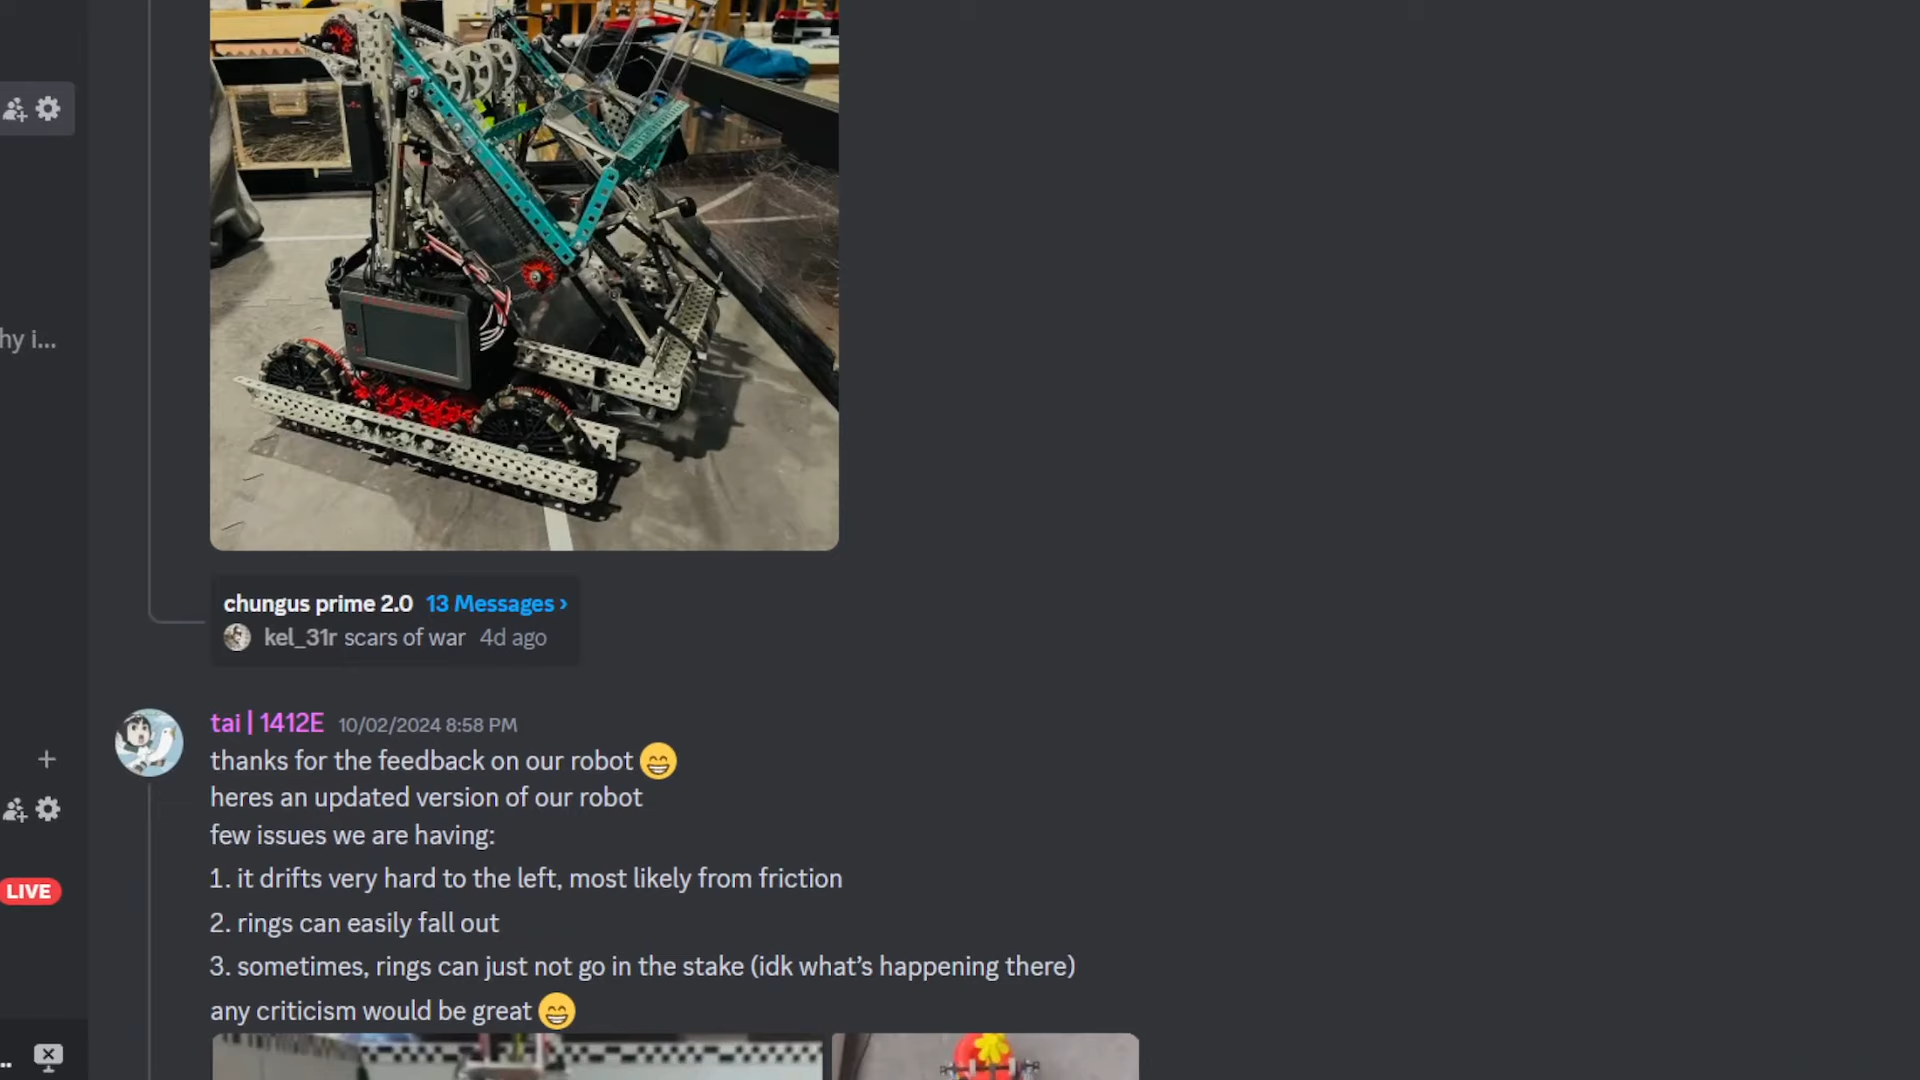 hy i...
chungus prime 2.0 13 Messages ›
kel_31r scars of war 4d ago
tai | 1412E 10/02/2024 8:58 PM
thanks for the feedback on our robot 😁
heres an updated version of our robot
few issues we are having:
1. it drifts very hard to the left, most likely from friction
LIVE
2. rings can easily fall out
3. sometimes, rings can just not go in the stake (idk what’s happening there)
any criticism would be great 😁
..